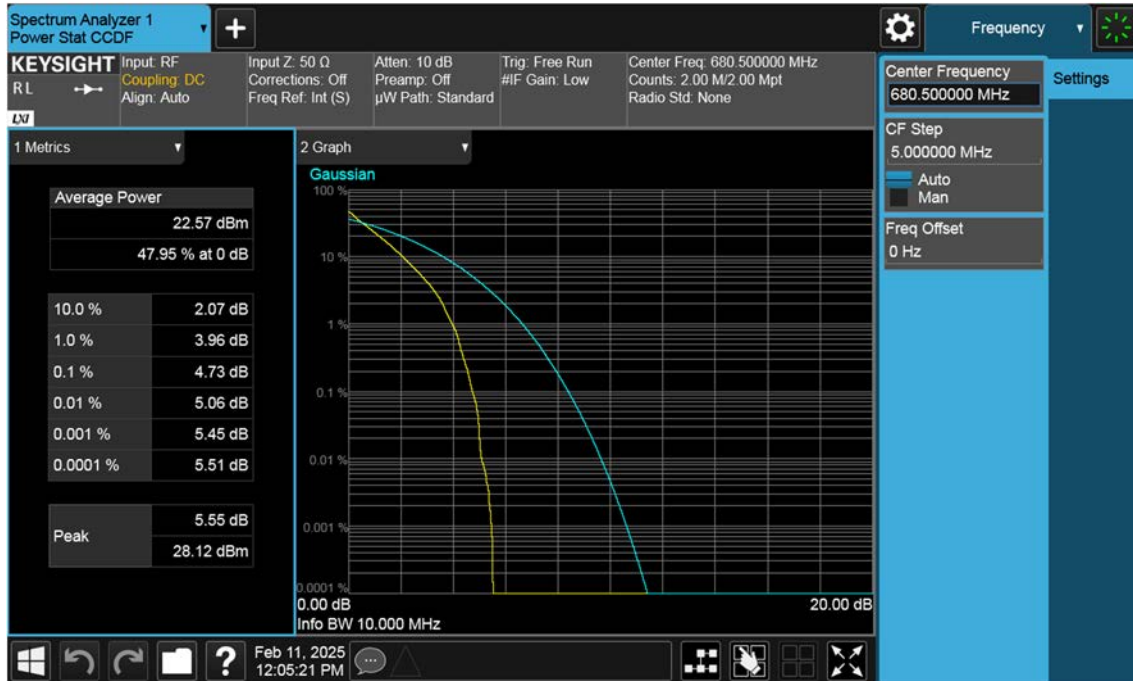 Spectrum Analyzer 1
Power Stat CCDF
Frequency
KEYSIGHT
R L
LXI
Input: RF
Coupling: DC
Align: Auto
Input Z: 50 Ω
Corrections: Off
Freq Ref: Int (S)
Atten: 10 dB
Preamp: Off
µW Path: Standard
Trig: Free Run
#IF Gain: Low
Center Freq: 680.500000 MHz
Counts: 2.00 M/2.00 Mpt
Radio Std: None
Center Frequency
680.500000 MHz
Settings
CF Step
5.000000 MHz
Auto
Man
Freq Offset
0 Hz
1 Metrics
Average Power
22.57 dBm
47.95 % at 0 dB
10.0 % 2.07 dB
1.0 % 3.96 dB
0.1 % 4.73 dB
0.01 % 5.06 dB
0.001 % 5.45 dB
0.0001 % 5.51 dB
Peak
5.55 dB
28.12 dBm
2 Graph
Gaussian
100 %
10 %
1 %
0.1 %
0.01 %
0.001 %
0.0001 %
0.00 dB 20.00 dB
Info BW 10.000 MHz
?
Feb 11, 2025
12:05:21 PM